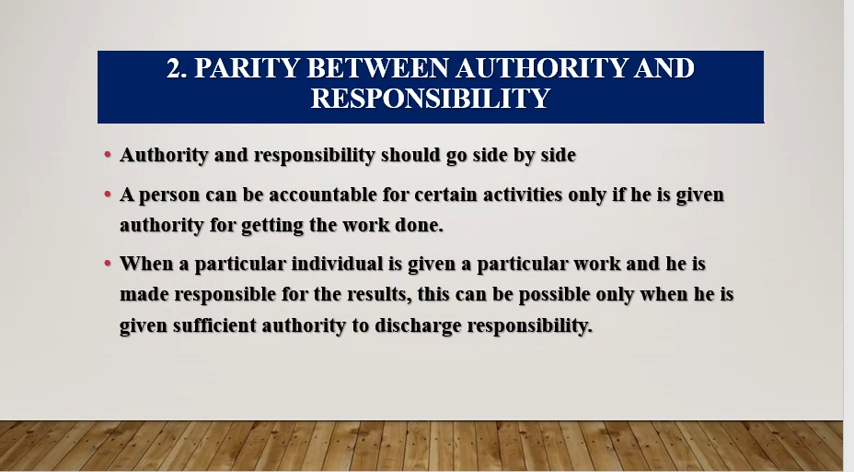 2. PARITY BETWEEN AUTHORITY AND
RESPONSIBILITY
• Authority and responsibility should go side by side
• A person can be accountable for certain activities only if he is given
authority for getting the work done.
• When a particular individual is given a particular work and he is
made responsible for the results, this can be possible only when he is
given sufficient authority to discharge responsibility.